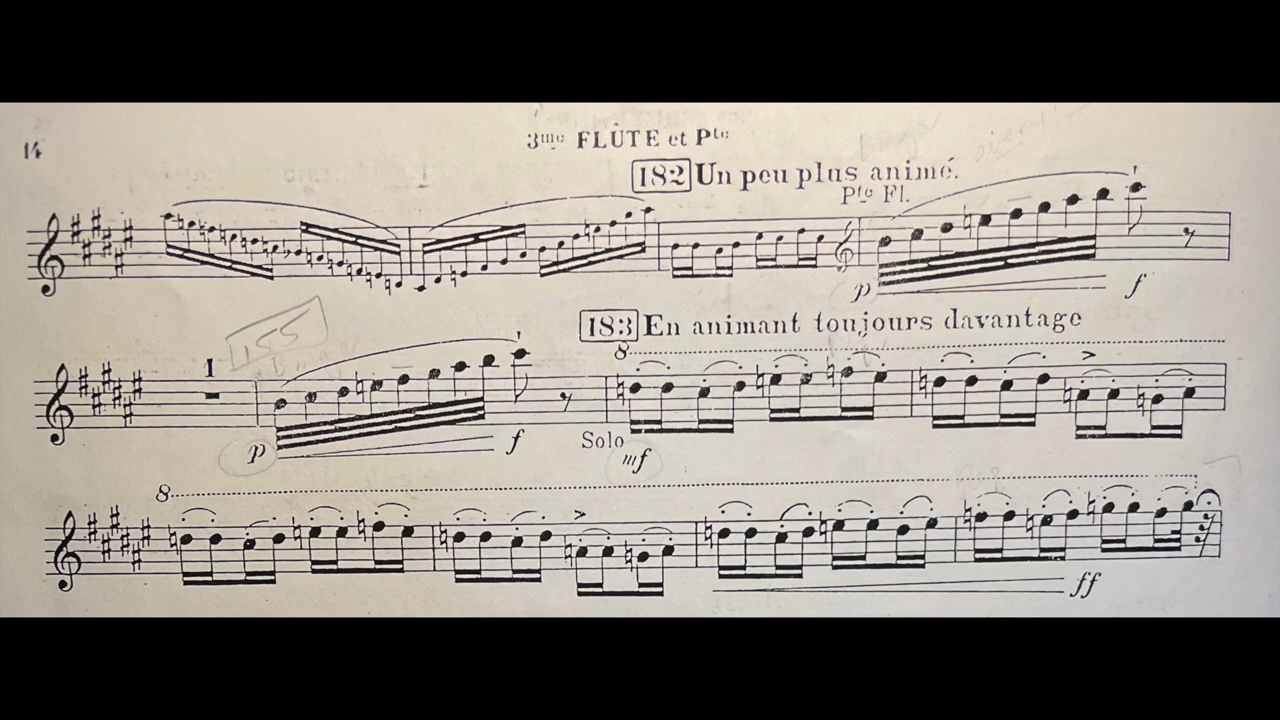 14
3me FLÛTE et Pte
182 Un peu plus animé.
Pte Fl.
p f
155
1
183 En animant toujours davantage
8
p f Solo mf
8
ff